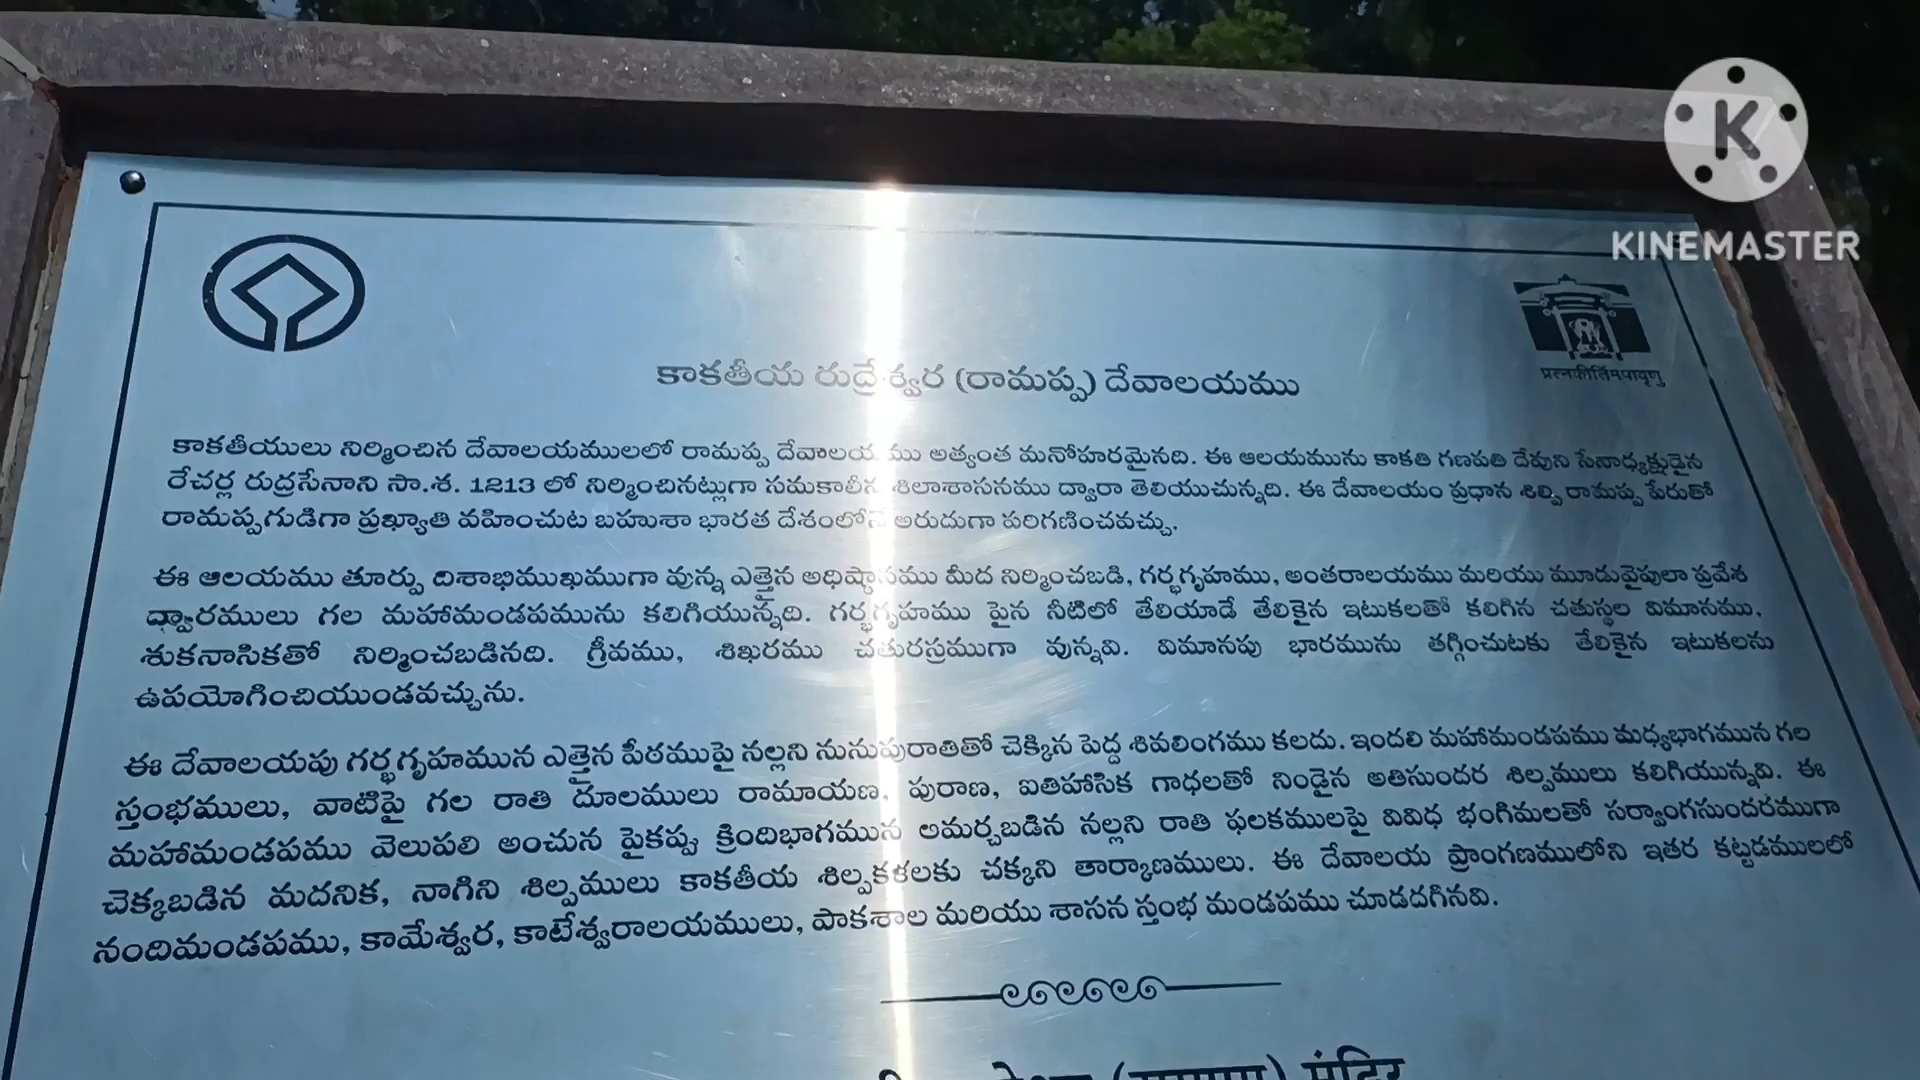 KINEMASTER
प्रत्नकीर्तिमपावृणु
కాకతీయ రుద్రేశ్వర (రామప్ప) దేవాలయము
కాకతీయులు నిర్మించిన దేవాలయములలో రామప్ప దేవాలయ ము అత్యంత మనోహరమైనది. ఈ ఆలయమును కాకతి గణపతి దేవుని సేనాధ్యక్షుడైన
రేచర్ల రుద్రసేనాని సా.శ. 1213 లో నిర్మించినట్లుగా సమకాలీన శిలాశాసనము ద్వారా తెలియుచున్నది. ఈ దేవాలయం ప్రధాన శిల్పి రామప్ప పేరుతో
రామప్పగుడిగా ప్రఖ్యాతి వహించుట బహుశా భారత దేశంలోనే అరుదుగా పరిగణించవచ్చు.
ఈ ఆలయము తూర్పు దిశాభిముఖముగా వున్న ఎత్తైన అధిష్ఠానము మీద నిర్మించబడి, గర్భగృహము, అంతరాలయము మరియు మూడువైపులా ప్రవేశ
ద్వారములు గల మహామండపమును కలిగియున్నది. గర్భగృహము పైన నీటిలో తేలియాడే తేలికైన ఇటుకలతో కలిగిన చతుస్థల విమానము,
శుకనాసికతో నిర్మించబడినది. గ్రీవము, శిఖరము చతురస్రముగా వున్నవి. విమానపు భారమును తగ్గించుటకు తేలికైన ఇటుకలను
ఉపయోగించియుండవచ్చును.
ఈ దేవాలయపు గర్భగృహమున ఎత్తైన పీఠముపై నల్లని నునుపురాతితో చెక్కిన పెద్ద శివలింగము కలదు. ఇందలి మహామండపము మధ్యభాగమున గల
స్తంభములు, వాటిపై గల రాతి దూలములు రామాయణ, పురాణ, ఐతిహాసిక గాధలతో నిండైన అతిసుందర శిల్పములు కలిగియున్నవి. ఈ
మహామండపము వెలుపలి అంచున పైకప్పు క్రిందిభాగమున అమర్చబడిన నల్లని రాతి ఫలకములపై వివిధ భంగిమలతో సర్వాంగసుందరముగా
చెక్కబడిన మదనిక, నాగిని శిల్పములు కాకతీయ శిల్పకళలకు చక్కని తార్కాణములు. ఈ దేవాలయ ప్రాంగణములోని ఇతర కట్టడములలో
నందిమండపము, కామేశ్వర, కాటేశ్వరాలయములు, పాకశాల మరియు శాసన స్తంభ మండపము చూడదగినవి.
मंदिर